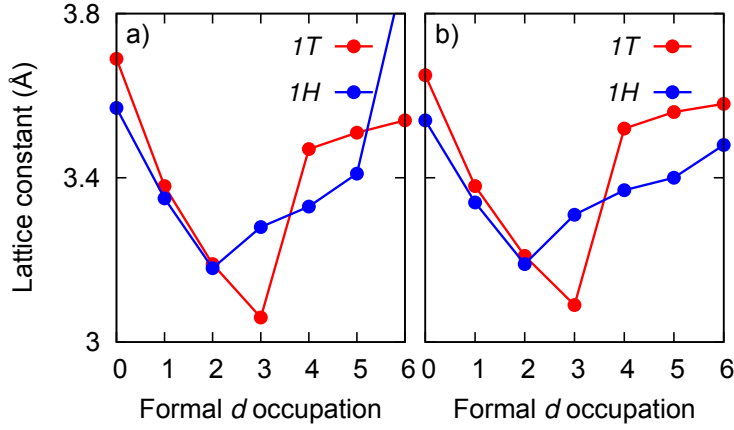 3.8
3.4
3
Lattice constant (Å)
a)
1T
1H
0 1 2 3 4 5 6
Formal d occupation
b)
1T
1H
0 1 2 3 4 5 6
Formal d occupation